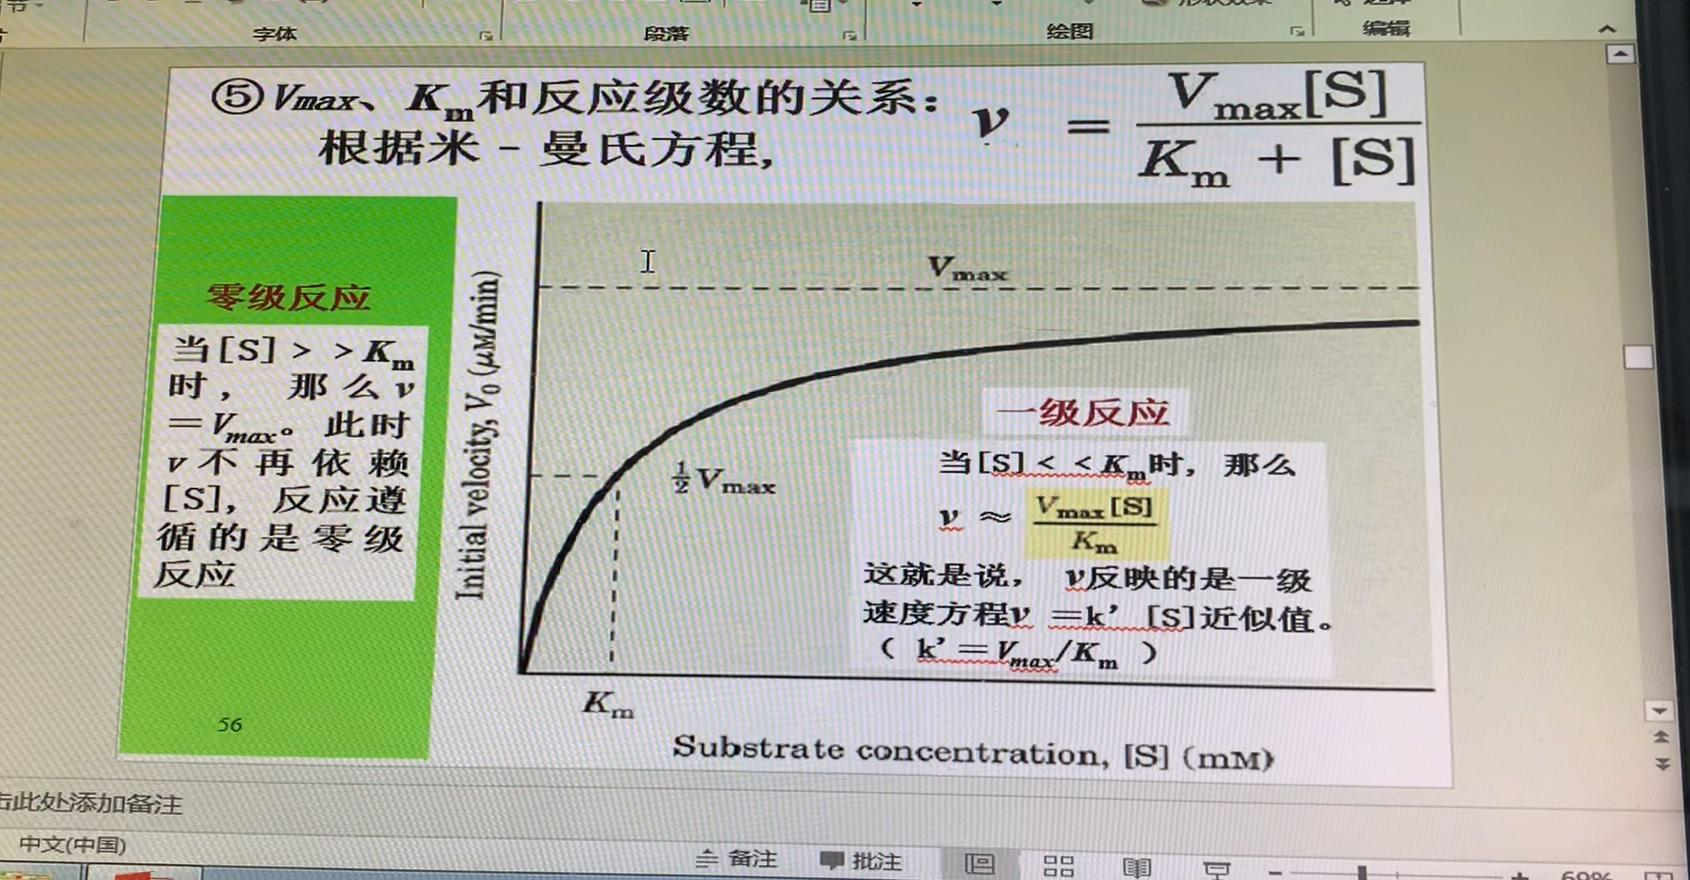 字体
段落
绘图
编辑
⑤Vmax、Km和反应级数的关系：
根据米－曼氏方程,
v = Vmax[S] / Km + [S]
零级反应
当[S]＞＞Km
时， 那么v
=Vmax。此时
v不再依赖
[S]，反应遵
循的是零级
反应
56
Initial velocity, V0 (μM/min)
Vmax
½ Vmax
Km
Substrate concentration, [S] (mM)
一级反应
当[S]＜＜Km时，那么
v ≈ Vmax[S] / Km
这就是说， v反映的是一级
速度方程v =k’ [S]近似值。
（ k’=Vmax/Km ）
击此处添加备注
中文(中国)
备注
批注